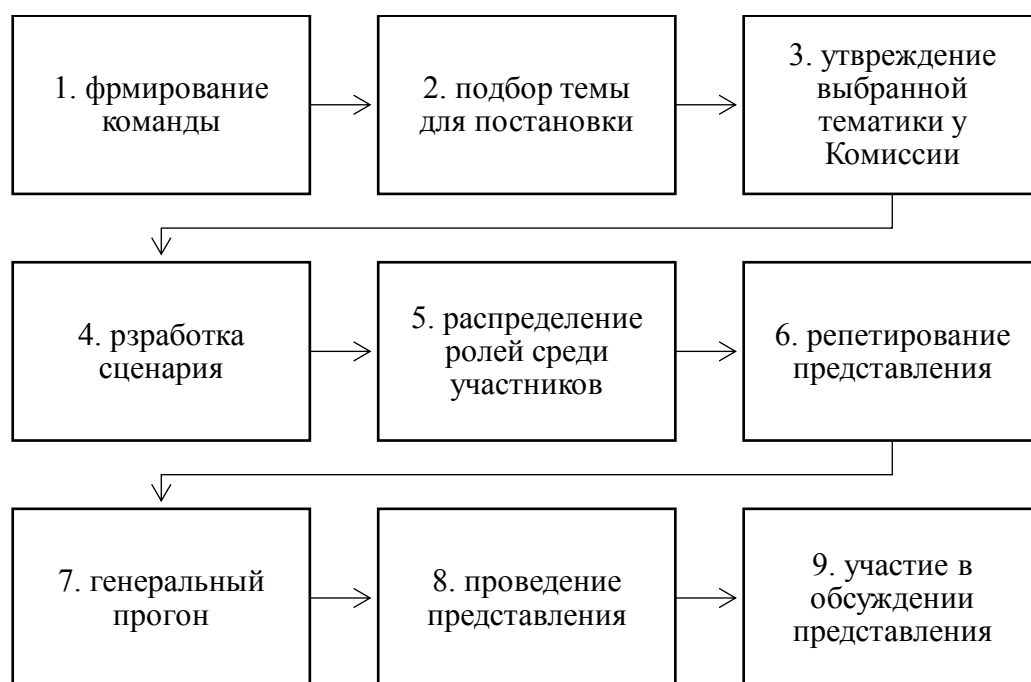 1. фрмирование
команды
2. подбор темы
для постановки
3. утвреждение
выбранной
тематики у
Комиссии
4. рзработка
сценария
5. распределение
ролей среди
участников
6. репетирование
представления
7. генеральный
прогон
8. проведение
представления
9. участие в
обсуждении
представления